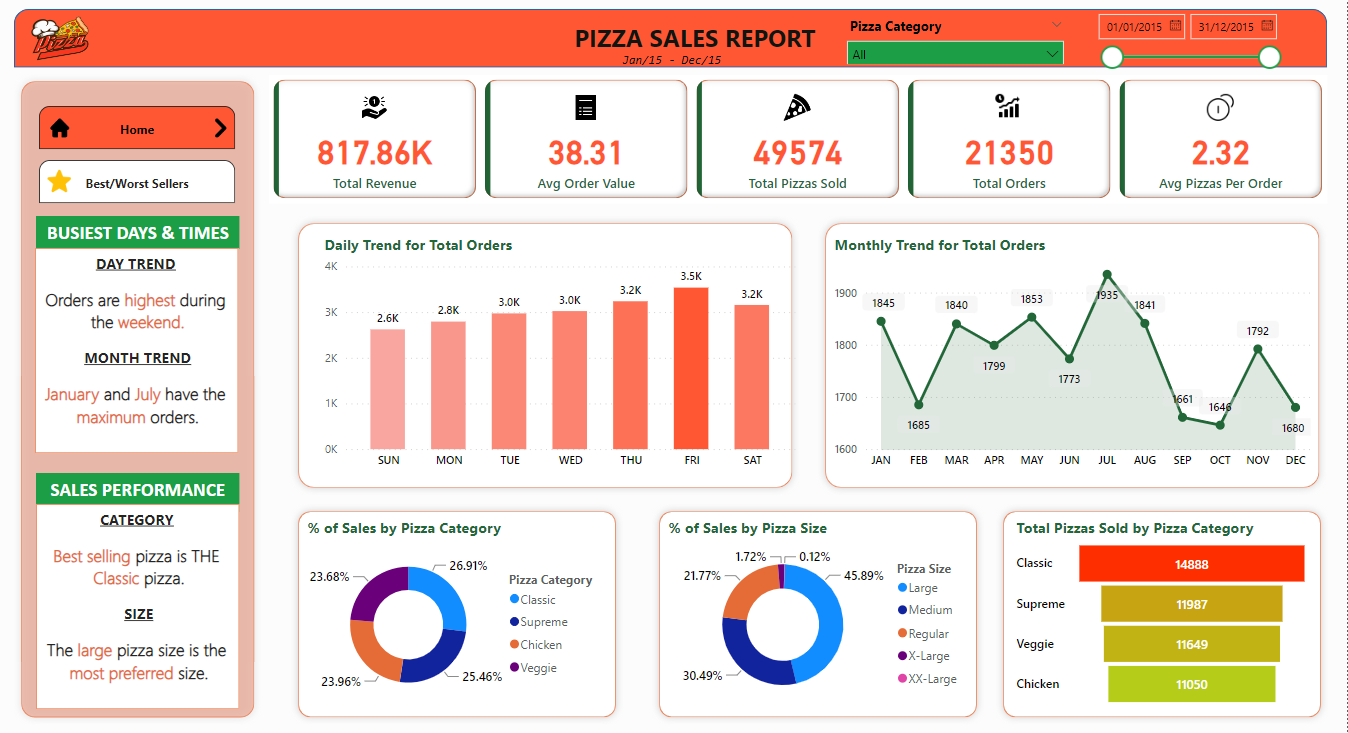 Pizza
PIZZA SALES REPORT
Jan/15 - Dec/15
Pizza Category
All
01/01/2015
31/12/2015
Home
Best/Worst Sellers
BUSIEST DAYS & TIMES
DAY TREND
Orders are highest during
the weekend.
MONTH TREND
January and July have the
maximum orders.
SALES PERFORMANCE
CATEGORY
Best selling pizza is THE
Classic pizza.
SIZE
The large pizza size is the
most preferred size.
817.86K
Total Revenue
38.31
Avg Order Value
49574
Total Pizzas Sold
21350
Total Orders
2.32
Avg Pizzas Per Order
Daily Trend for Total Orders
4K
3K
2K
1K
0K
2.6K
2.8K
3.0K
3.0K
3.2K
3.5K
3.2K
SUN MON TUE WED THU FRI SAT
Monthly Trend for Total Orders
1900
1800
1700
1600
1845
1685
1840
1799
1853
1773
1935
1841
1661
1646
1792
1680
JAN FEB MAR APR MAY JUN JUL AUG SEP OCT NOV DEC
% of Sales by Pizza Category
26.91%
25.46%
23.96%
23.68%
Pizza Category
Classic
Supreme
Chicken
Veggie
% of Sales by Pizza Size
1.72%
0.12%
45.89%
30.49%
21.77%
Pizza Size
Large
Medium
Regular
X-Large
XX-Large
Total Pizzas Sold by Pizza Category
Classic 14888
Supreme 11987
Veggie 11649
Chicken 11050